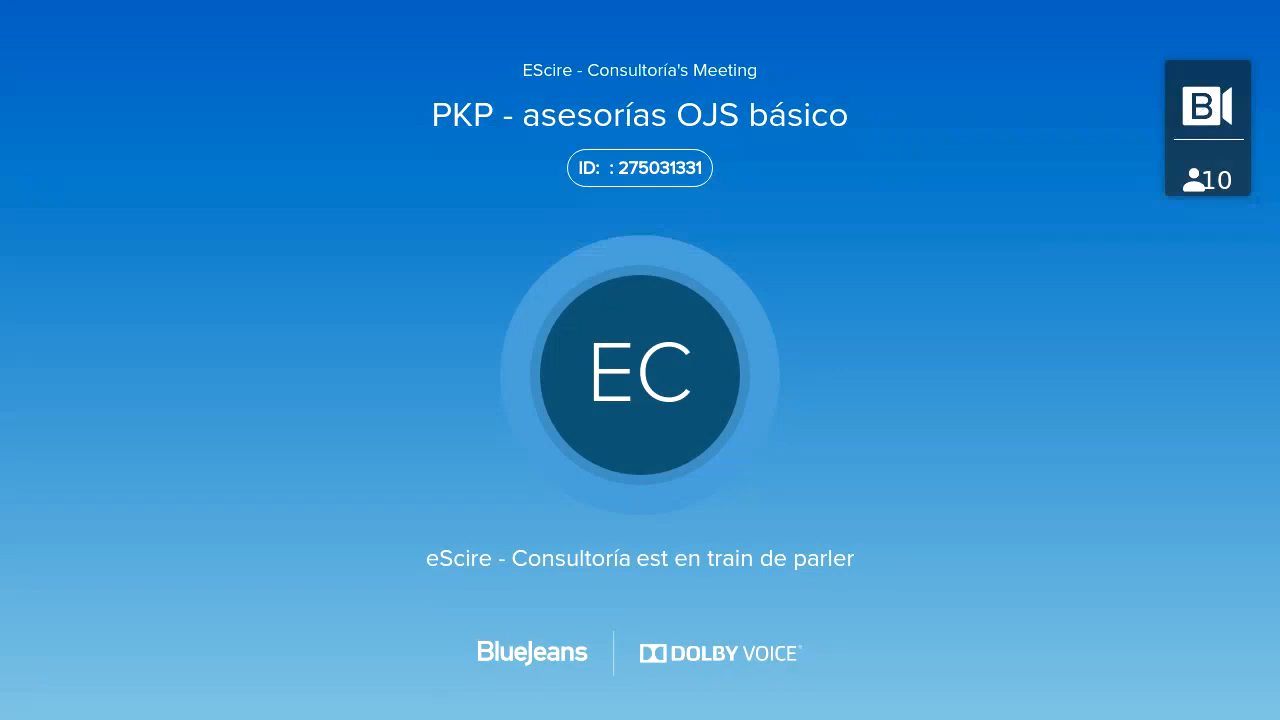 EScire - Consultoría's Meeting
PKP - asesorías OJS básico
ID: : 275031331
B
10
EC
eScire - Consultoría est en train de parler
BlueJeans
DOLBY VOICE